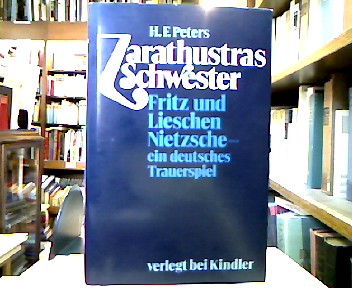 H. F. Peters
Zarathustras
Schwester
Fritz und
Lieschen
Nietzsche –
ein deutsches
Trauerspiel
verlegt bei Kindler